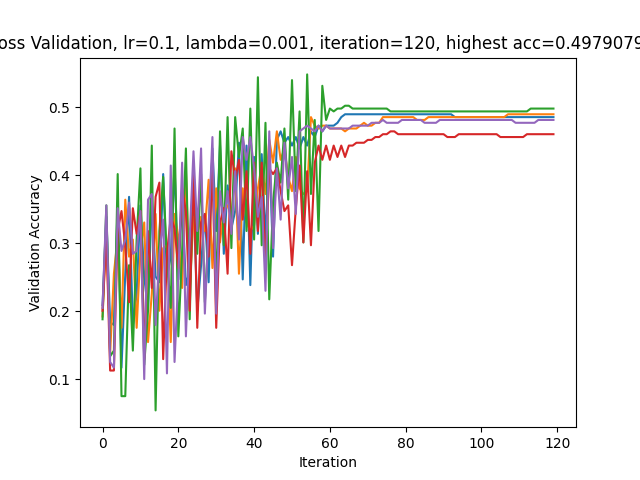 oss Validation, lr=0.1, lambda=0.001, iteration=120, highest acc=0.4979079
Validation Accuracy
0.5
0.4
0.3
0.2
0.1
0 20 40 60 80 100 120
Iteration